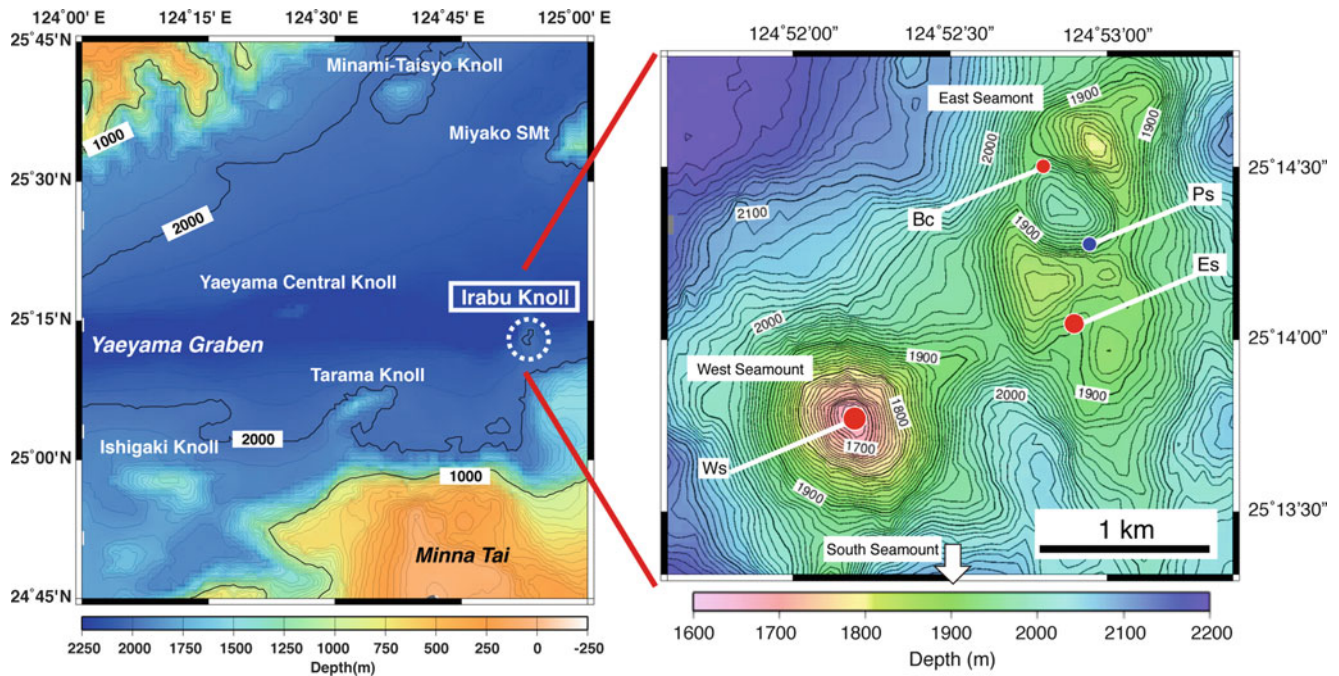 124°00' E 124°15' E 124°30' E 124°45' E 125°00' E
25°45'N
25°30'N
25°15'N
25°00'N
24°45'N
Minami-Taisyo Knoll
Miyako SMt
1000
2000
Yaeyama Central Knoll
Irabu Knoll
Yaeyama Graben
Tarama Knoll
2000
Ishigaki Knoll
1000
Minna Tai
2250 2000 1750 1500 1250 1000 750 500 250 0 -250
Depth(m)
124°52'00” 124°52'30” 124°53'00”
25°14'30”
25°14'00”
25°13'30”
East Seamont
1900
1900
2000
2100
Bc
Ps
1900
Es
2000
1900
West Seamount
1800
2000
1900
1700
Ws
1900
1 km
South Seamount
1600 1700 1800 1900 2000 2100 2200
Depth (m)